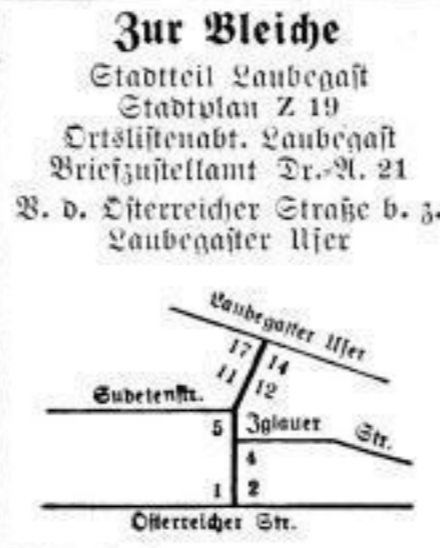 Zur Bleiche
Stadtteil Laubegast
Stadtplan Z 19
Ortslistenabt. Laubegast
Briefzustellamt Dr.-A. 21
V. d. Österreicher Straße b. z.
Laubegaster Ufer
Laubegaster Ufer
17 14
11 12
Sudetenstr.
5 Iglauer Str.
4
1 2
Österreicher Str.